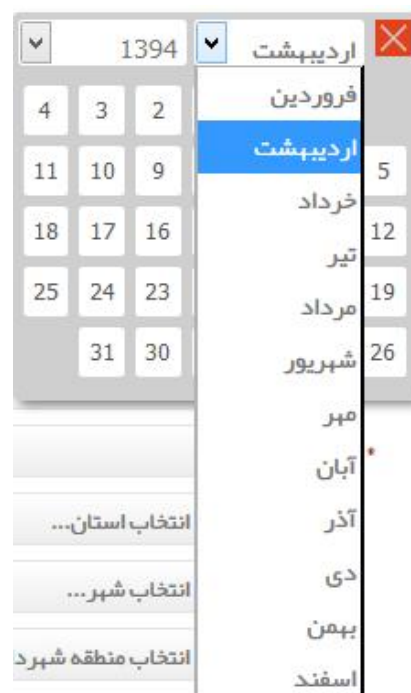 اردیبهشت 1394
فروردین
اردیبهشت
خرداد
تیر
مرداد
شهریور
مهر
آبان
آذر
دی
بهمن
اسفند
2 3 4
5 9 10 11
12 16 17 18
19 23 24 25
26 30 31
*
انتخاب استان...
انتخاب شهر...
انتخاب منطقه